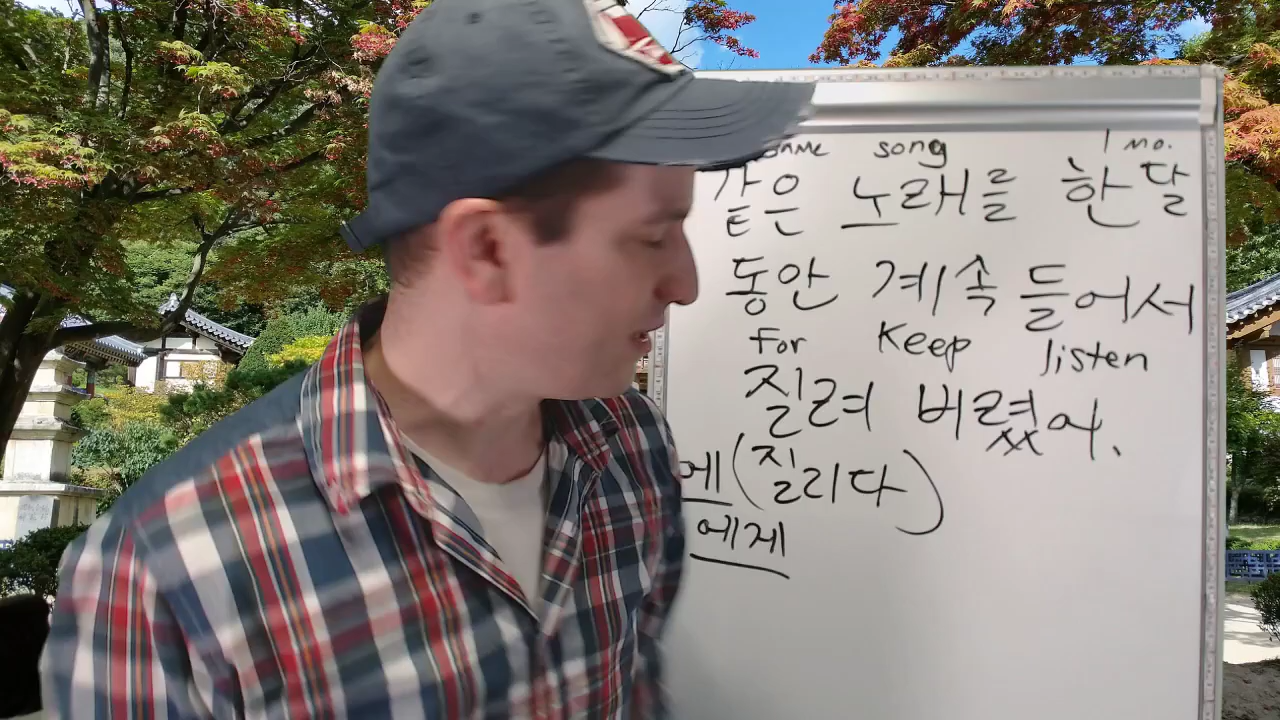 song 1 mo.
같은 노래를 한 달
동안 계속 들어서
for keep listen
질려 버렸어.
에 (질리다)
에게